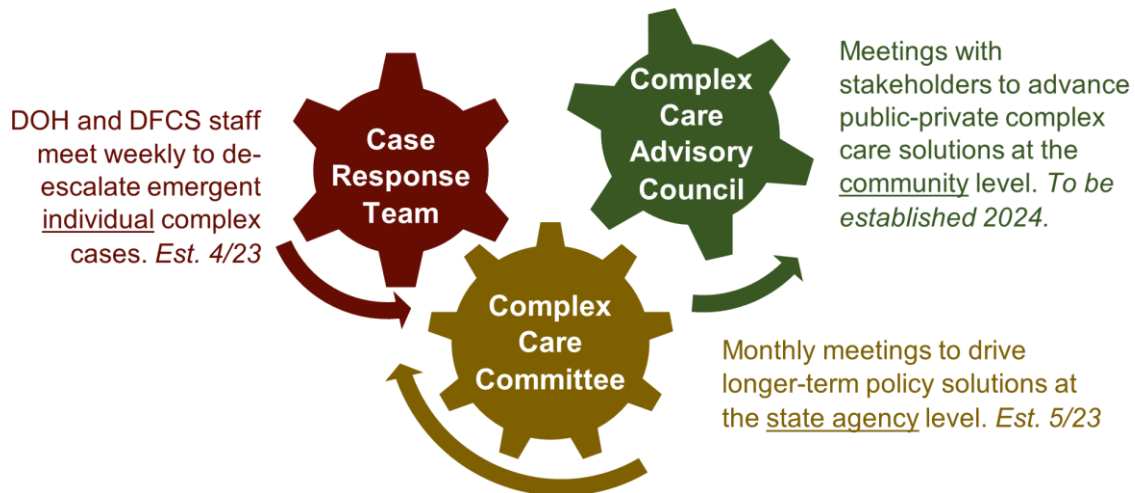 DOH and DFCS staff
meet weekly to de-
escalate emergent
individual complex
cases. Est. 4/23
Case
Response
Team
Complex
Care
Advisory
Council
Meetings with
stakeholders to advance
public-private complex
care solutions at the
community level. To be
established 2024.
Complex
Care
Committee
Monthly meetings to drive
longer-term policy solutions at
the state agency level. Est. 5/23